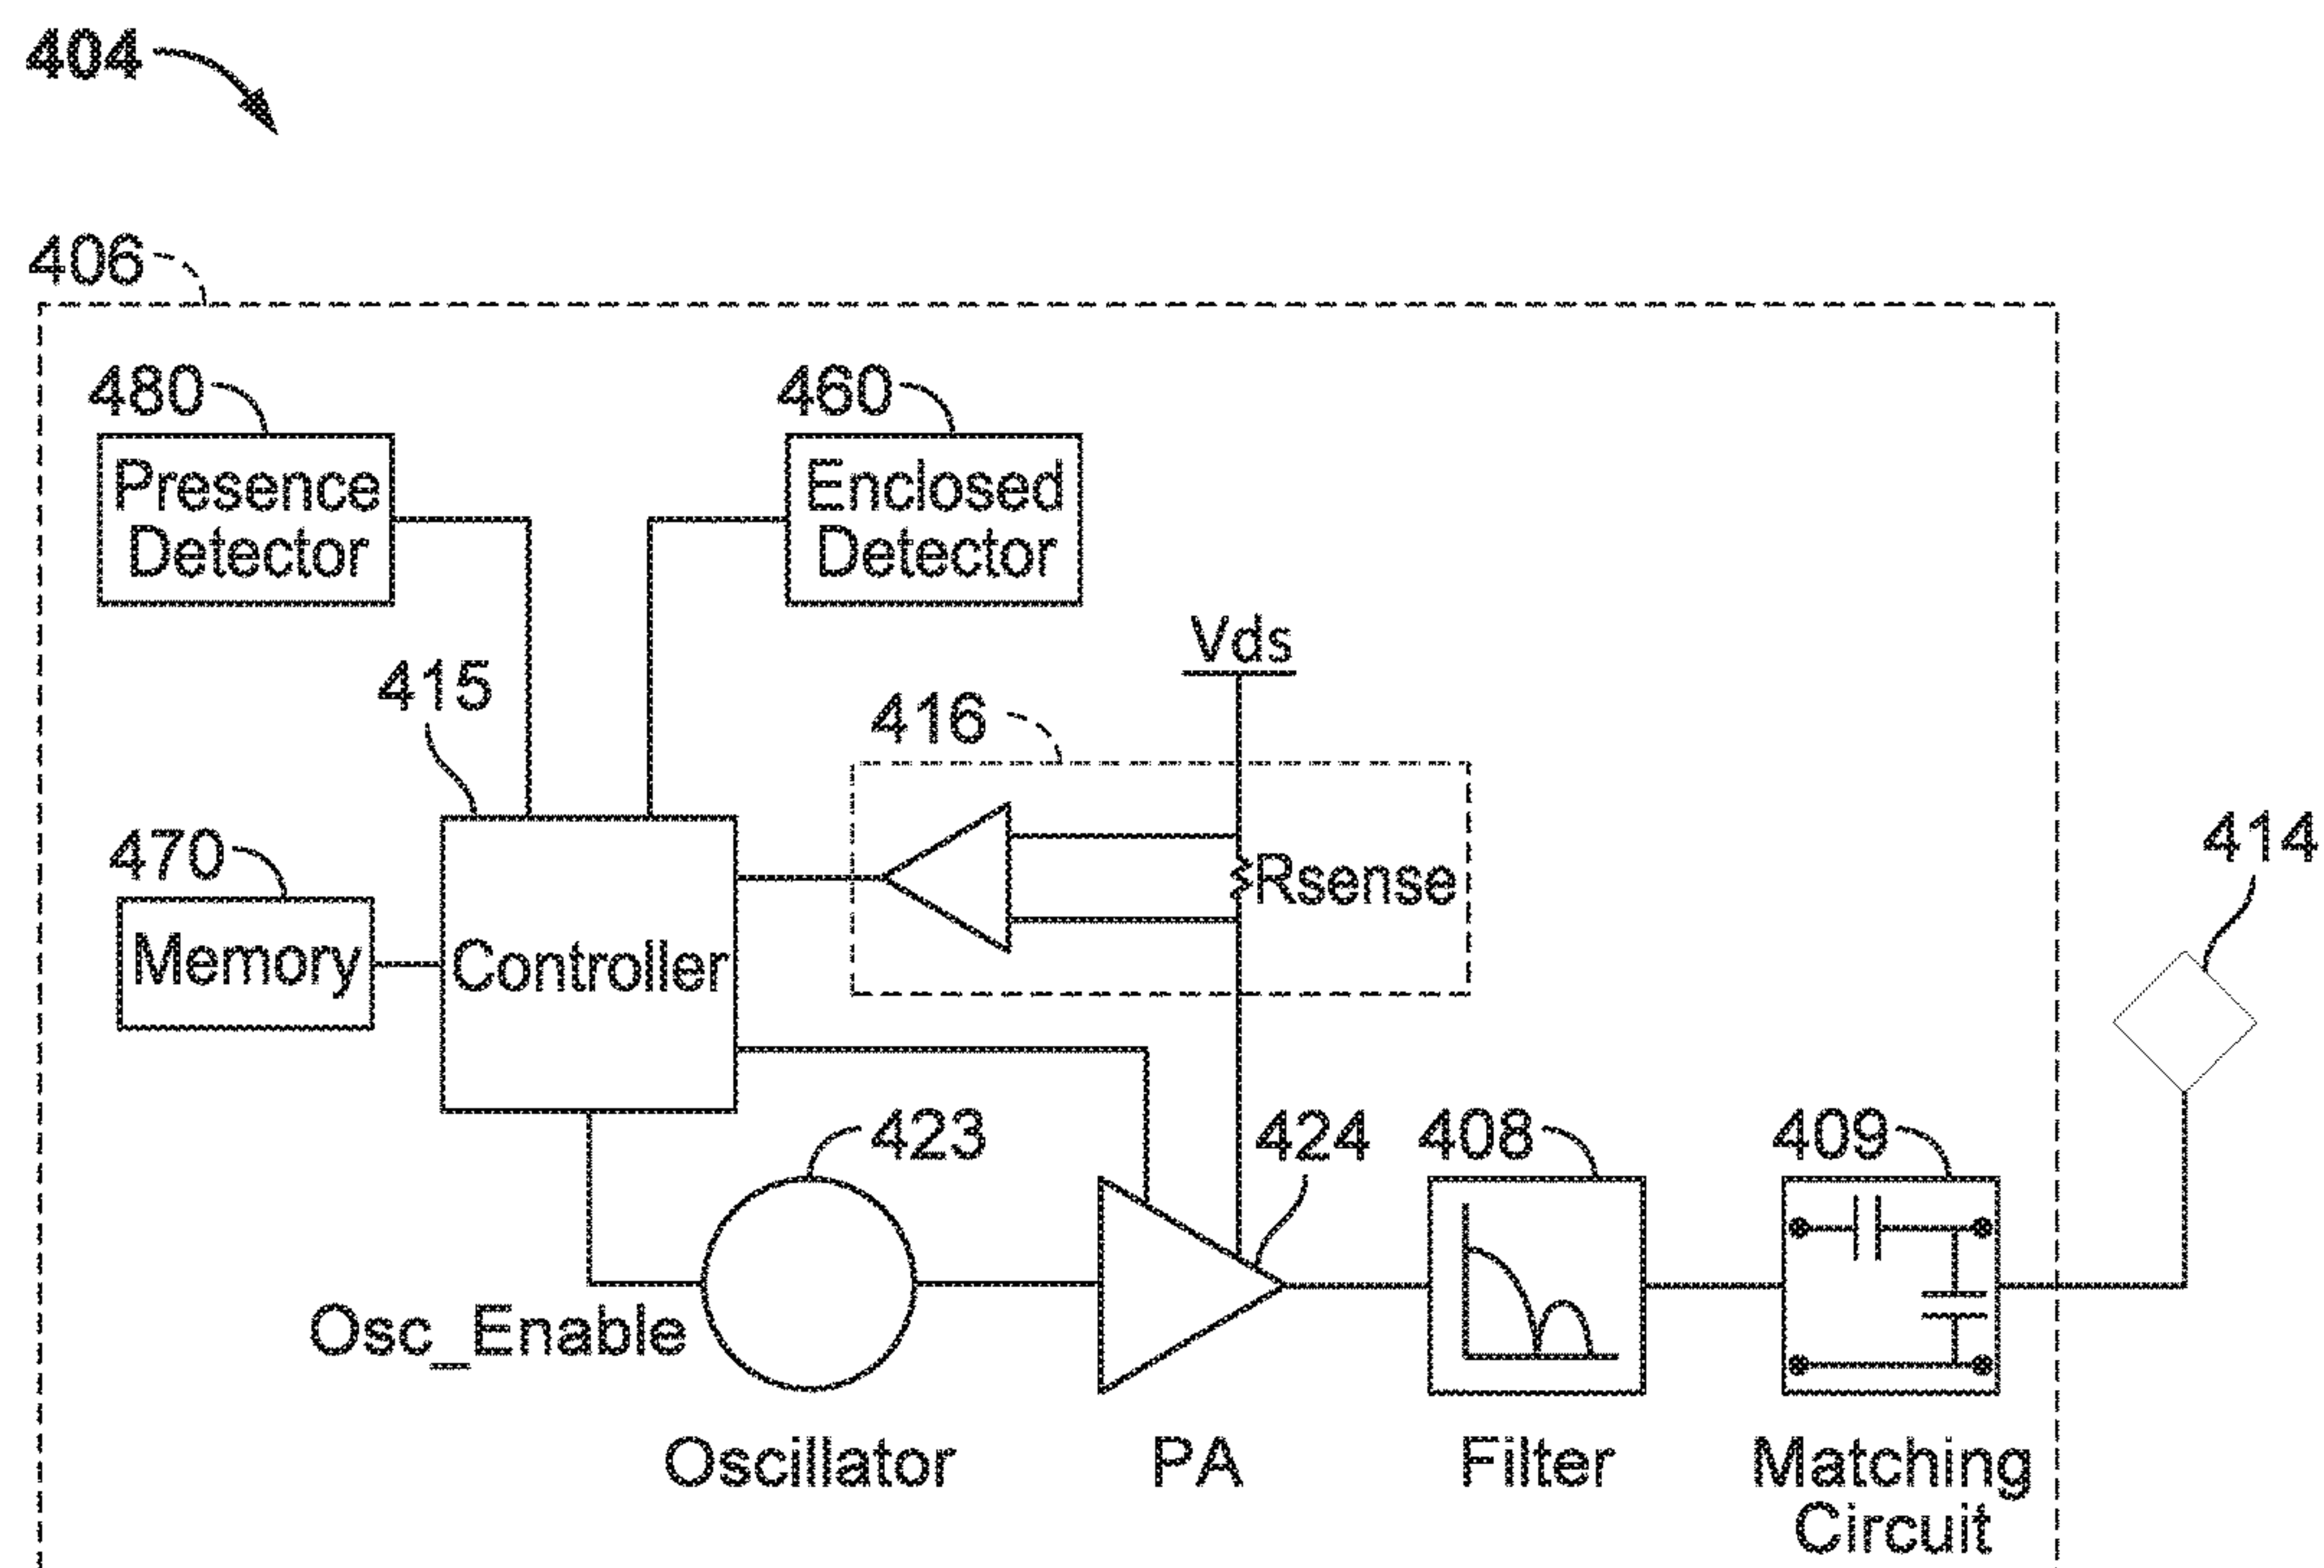 404
406
480
460
Presence
Detector
Enclosed
Detector
Vds
415
416
470
414
Rsense
Memory
Controller
423
424
408
409
Osc_Enable
Oscillator
PA
Filter
Matching
Circuit